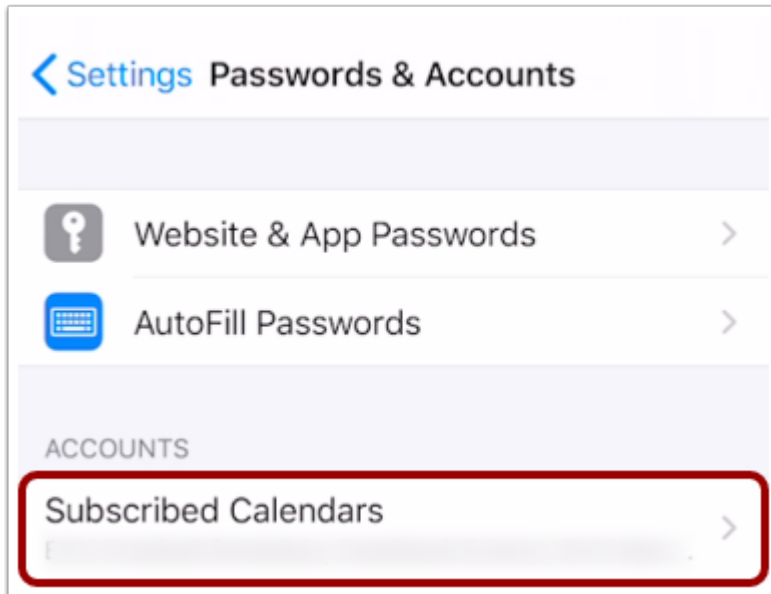 Settings Passwords & Accounts
Website & App Passwords
AutoFill Passwords
ACCOUNTS
Subscribed Calendars